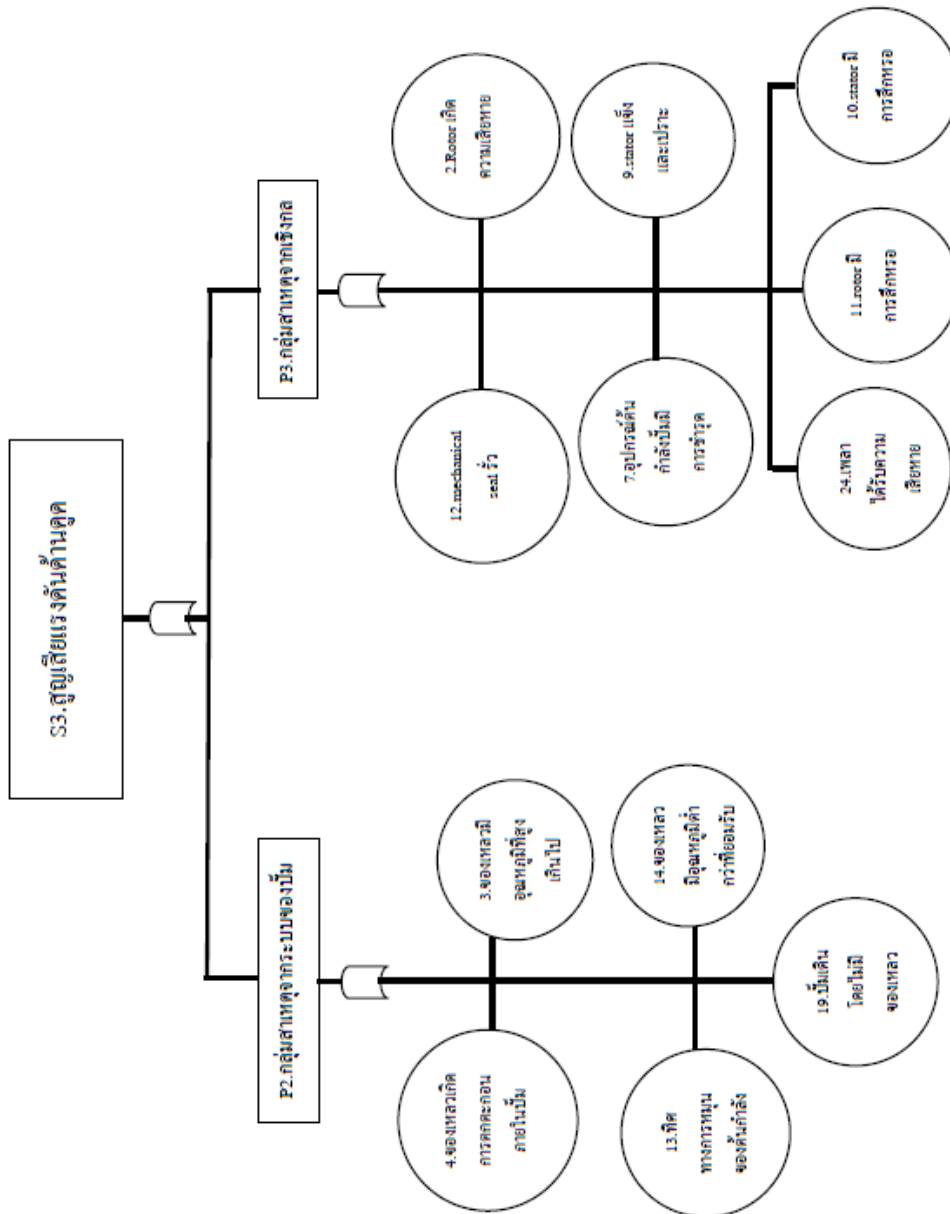 S3.สูญเสียแรงดันด้านดูด
P2.กลุ่มสาเหตุจากระบบของปั๊ม
P3.กลุ่มสาเหตุจากเชิงกล
4.ของเหลวเกิด
การตกตะกอน
ภายในปั๊ม
3.ของเหลวมี
อุณหภูมิที่สูง
เกินไป
13.ทิศ
ทางการหมุน
ของต้นกำลัง
14.ของเหลว
มีอุณหภูมิต่ำ
กว่าที่ยอมรับ
19.ปั๊มเดิน
โดยไม่มี
ของเหลว
12.mechanical
seal รั่ว
2.Rotor เกิด
ความเสียหาย
7.อุปกรณ์ต้น
กำลังปั๊มมี
การชำรุด
9.stator แข็ง
และเปราะ
24.เพลา
ได้รับความ
เสียหาย
11.rotor มี
การสึกหรอ
10.stator มี
การสึกหรอ